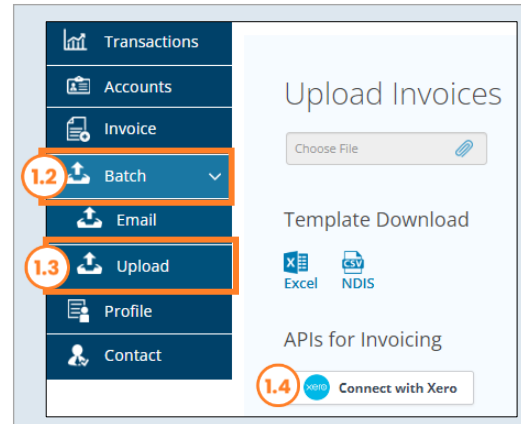 Transactions
Accounts
Invoice
1.2 Batch
Email
1.3 Upload
Profile
Contact
Upload Invoices
Choose File
Template Download
X CSV
Excel NDIS
APIs for Invoicing
1.4 xero Connect with Xero